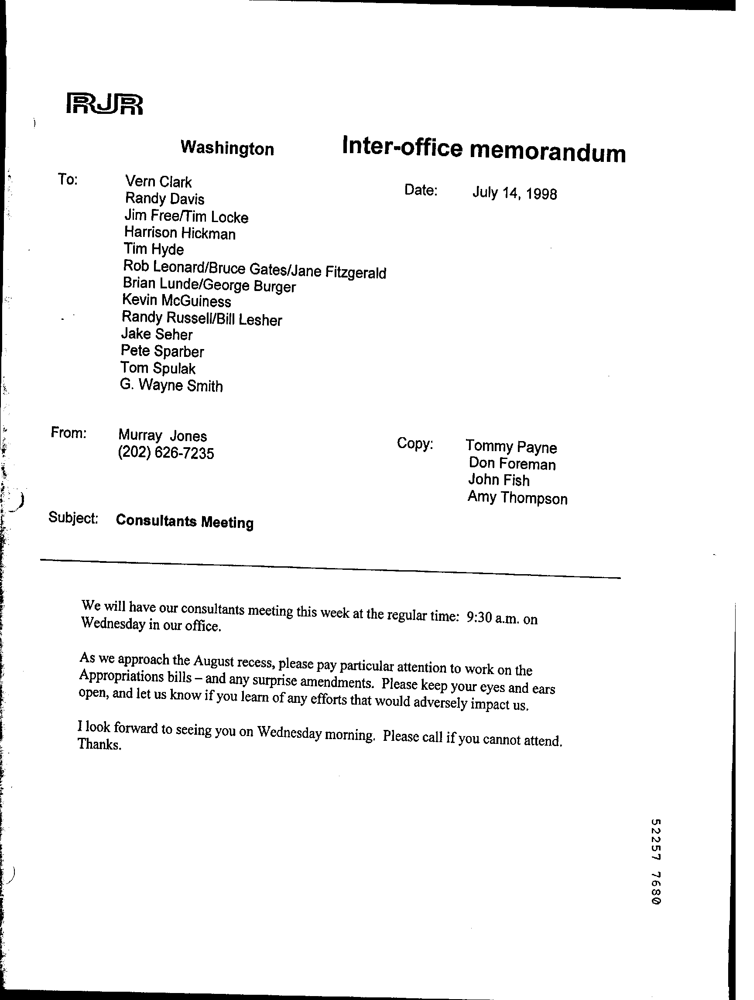 RJR
Washington Inter-office memorandum
To: Vern Clark
Randy Davis
Jim Free/Tim Locke
Harrison Hickman
Tim Hyde
Rob Leonard/Bruce Gates/Jane Fitzgerald
Brian Lunde/George Burger
Kevin McGuiness
Randy Russell/Bill Lesher
Jake Seher
Pete Sparber
Tom Spulak
G. Wayne Smith
Date: July 14, 1998
From: Murray Jones
(202) 626-7235
Copy: Tommy Payne
Don Foreman
John Fish
Amy Thompson
Subject: Consultants Meeting
We will have our consultants meeting this week at the regular time: 9:30 a.m. on
Wednesday in our office.
As we approach the August recess, please pay particular attention to work on the
Appropriations bills – and any surprise amendments. Please keep your eyes and ears
open, and let us know if you learn of any efforts that would adversely impact us.
I look forward to seeing you on Wednesday morning. Please call if you cannot attend.
Thanks.
52257 7680